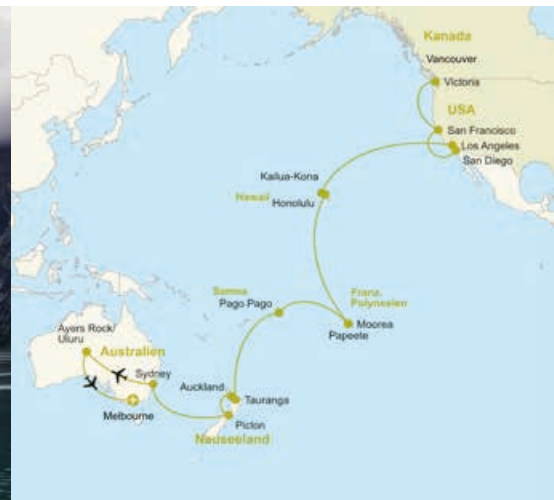 Kanada
Vancouver
Victoria
USA
San Francisco
Los Angeles
San Diego
Kailua-Kona
Hawaii
Honolulu
Samoa
Pago Pago
Franz.
Polynesien
Moorea
Papeete
Ayers Rock/
Uluru
Australien
Sydney
Melbourne
Auckland
Tauranga
Picton
Neuseeland